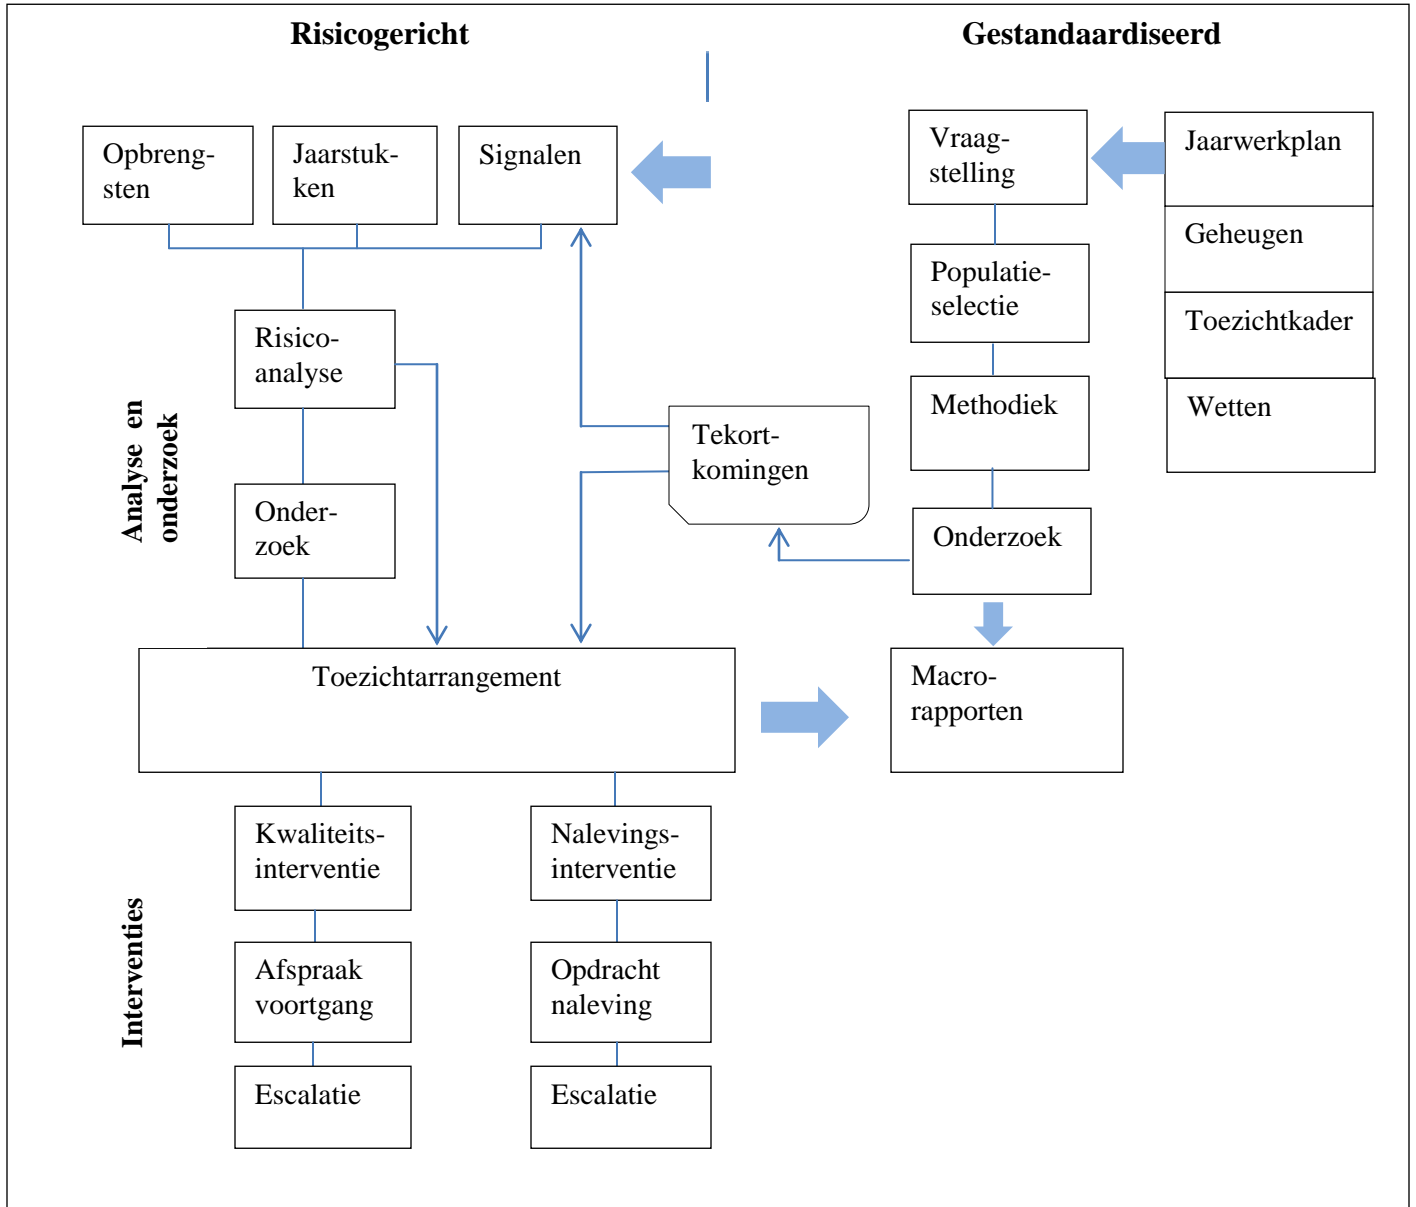 Risicogericht
Gestandaardiseerd
Opbreng-
sten
Jaarstuk-
ken
Signalen
Vraag-
stelling
Jaarwerkplan
Geheugen
Toezichtkader
Wetten
Populatie-
selectie
Methodiek
Onderzoek
Risico-
analyse
Onder-
zoek
Tekort-
komingen
Analyse en
onderzoek
Toezichtarrangement
Macro-
rapporten
Interventies
Kwaliteits-
interventie
Afspraak
voortgang
Escalatie
Nalevings-
interventie
Opdracht
naleving
Escalatie